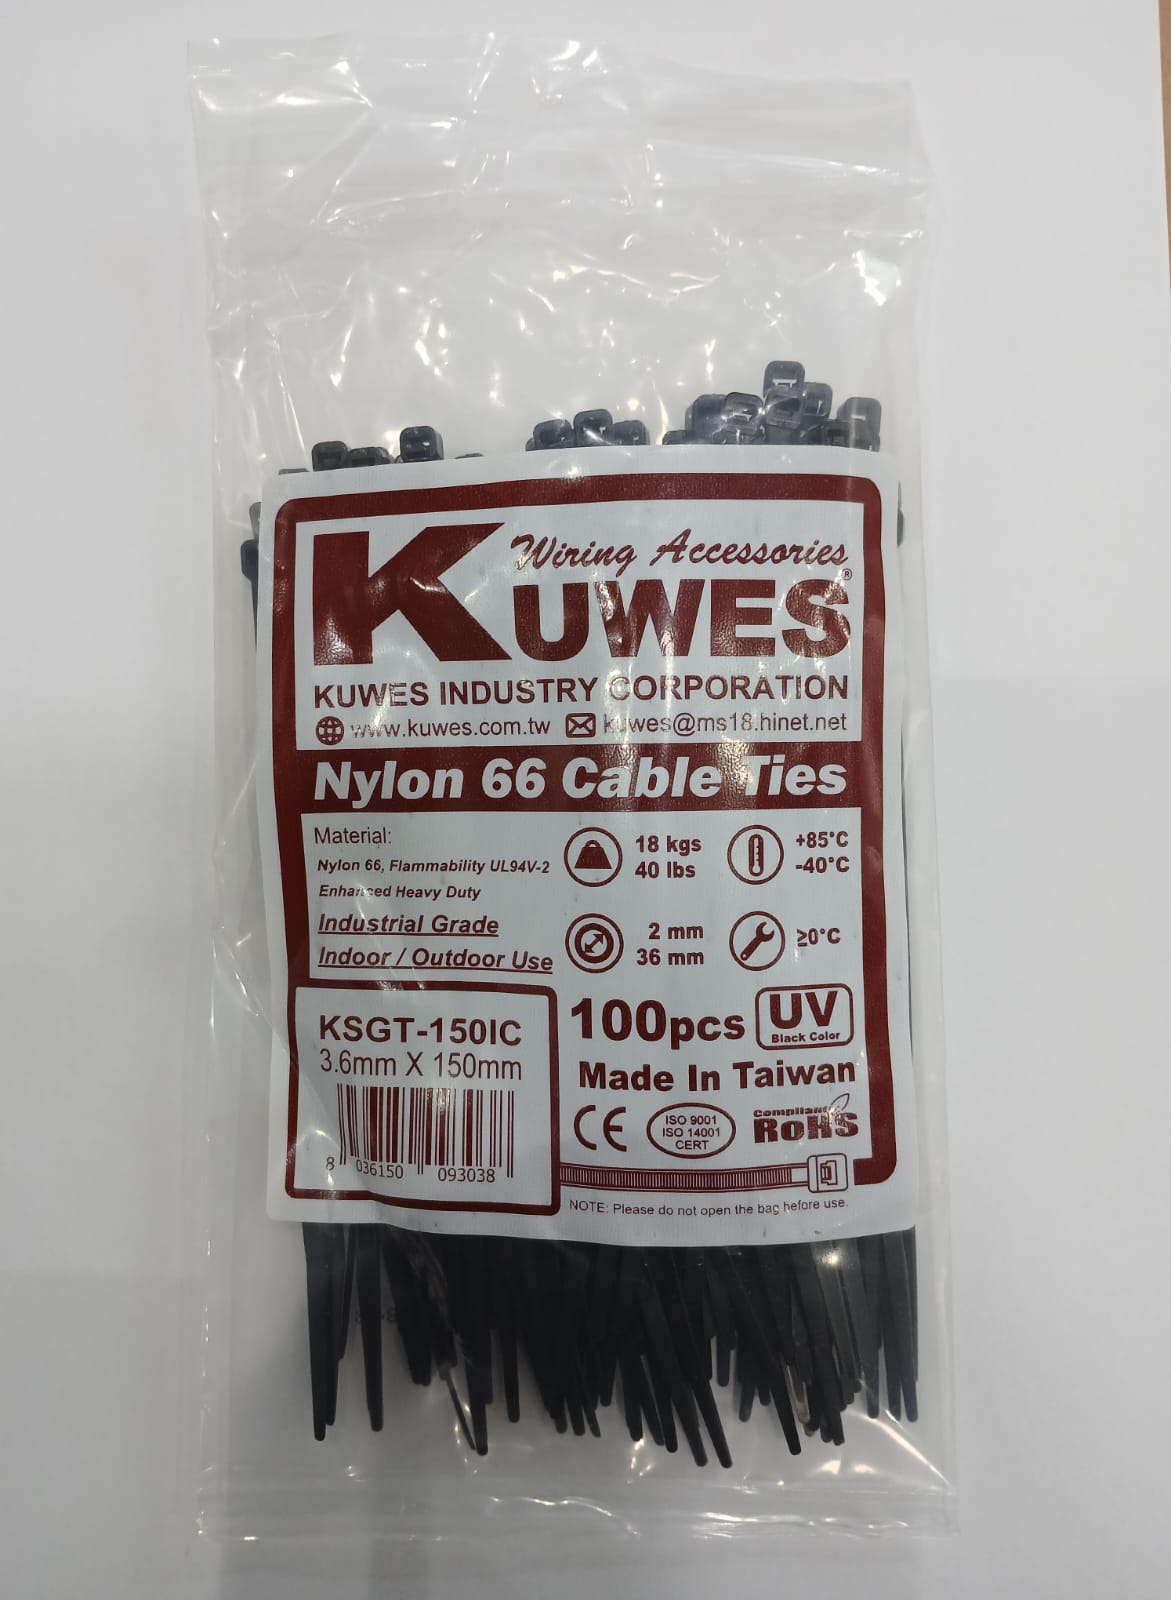 Wiring Accessories
KUWES®
KUWES INDUSTRY CORPORATION
www.kuwes.com.tw kuwes@ms18.hinet.net
Nylon 66 Cable Ties
Material:
Nylon 66, Flammability UL94V-2
Enhanced Heavy Duty
Industrial Grade
Indoor / Outdoor Use
18 kgs
40 lbs
+85°C
-40°C
2 mm
36 mm
≥0°C
KSGT-150IC
3.6mm X 150mm
8 036150 093038
100pcs
UV
Black Color
Made In Taiwan
CE
ISO 9001
ISO 14001
CERT
Compliant
RoHS
NOTE: Please do not open the bag before use.